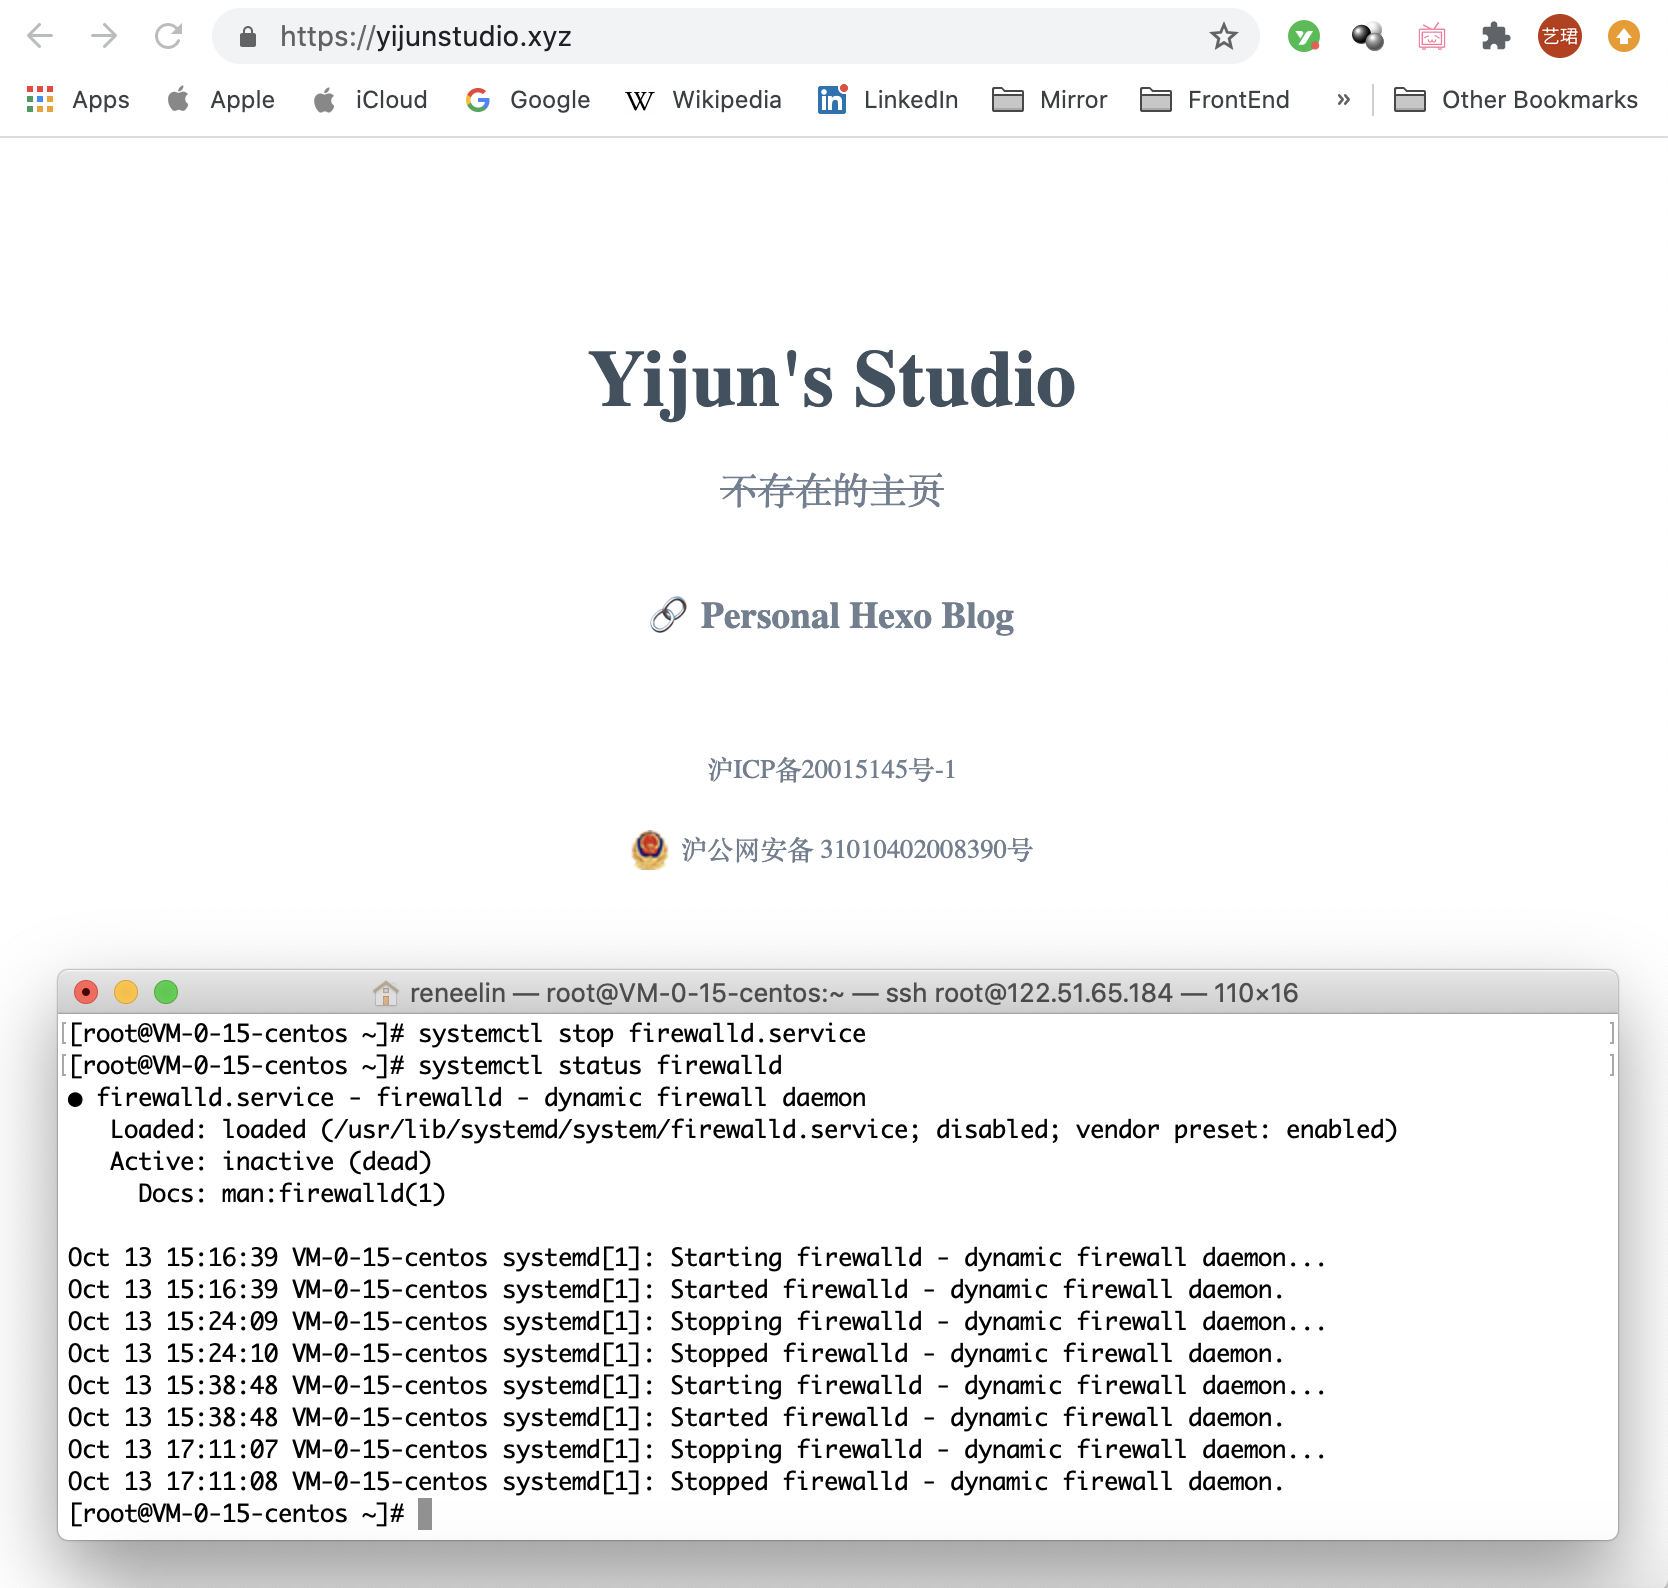 https://yijunstudio.xyz
艺珺
Apps Apple iCloud Google Wikipedia LinkedIn Mirror FrontEnd » Other Bookmarks
Yijun's Studio
不存在的主页
🔗 Personal Hexo Blog
沪ICP备20015145号-1
沪公网安备 31010402008390号
reneelin — root@VM-0-15-centos:~ — ssh root@122.51.65.184 — 110×16
[root@VM-0-15-centos ~]# systemctl stop firewalld.service
[root@VM-0-15-centos ~]# systemctl status firewalld
● firewalld.service - firewalld - dynamic firewall daemon
Loaded: loaded (/usr/lib/systemd/system/firewalld.service; disabled; vendor preset: enabled)
Active: inactive (dead)
Docs: man:firewalld(1)
Oct 13 15:16:39 VM-0-15-centos systemd[1]: Starting firewalld - dynamic firewall daemon...
Oct 13 15:16:39 VM-0-15-centos systemd[1]: Started firewalld - dynamic firewall daemon.
Oct 13 15:24:09 VM-0-15-centos systemd[1]: Stopping firewalld - dynamic firewall daemon...
Oct 13 15:24:10 VM-0-15-centos systemd[1]: Stopped firewalld - dynamic firewall daemon.
Oct 13 15:38:48 VM-0-15-centos systemd[1]: Starting firewalld - dynamic firewall daemon...
Oct 13 15:38:48 VM-0-15-centos systemd[1]: Started firewalld - dynamic firewall daemon.
Oct 13 17:11:07 VM-0-15-centos systemd[1]: Stopping firewalld - dynamic firewall daemon...
Oct 13 17:11:08 VM-0-15-centos systemd[1]: Stopped firewalld - dynamic firewall daemon.
[root@VM-0-15-centos ~]#